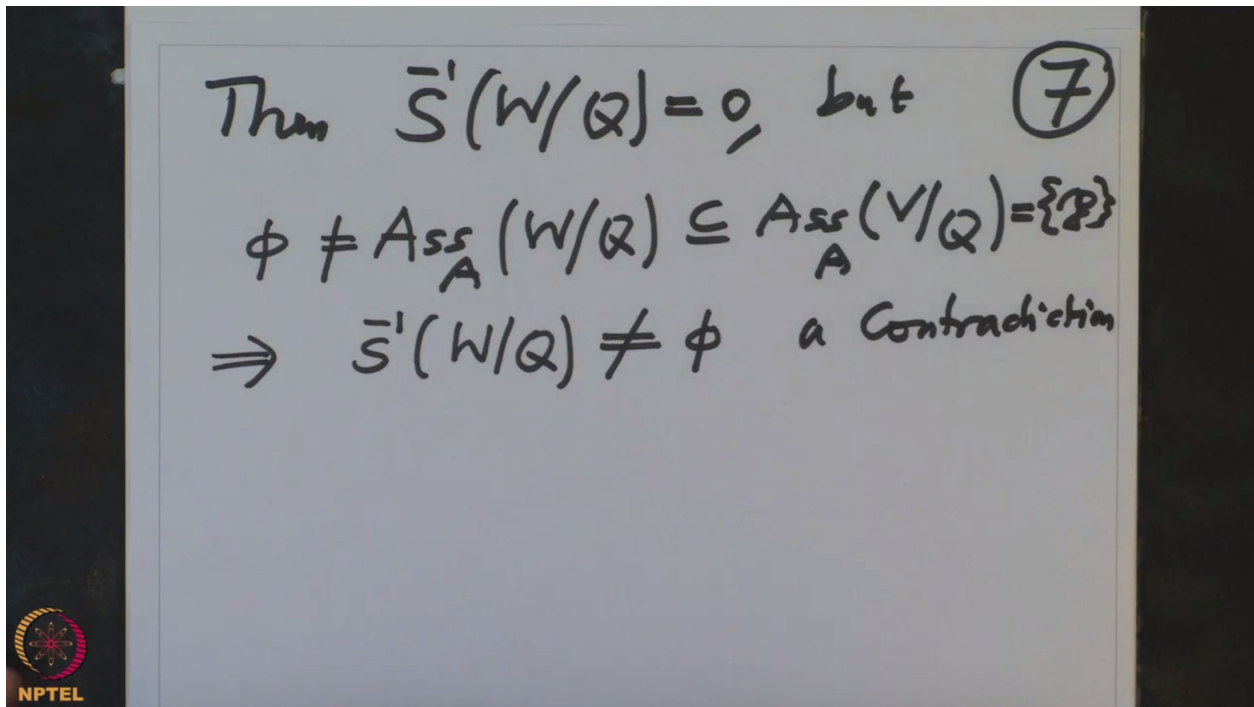 Then S̄¹(W/Q) = 0, but ⑦
ϕ ≠ Ass_A (W/Q) ⊆ Ass_A (V/Q) = {𝔭}
⇒ S̄¹(W/Q) ≠ ϕ a Contradiction
NPTEL